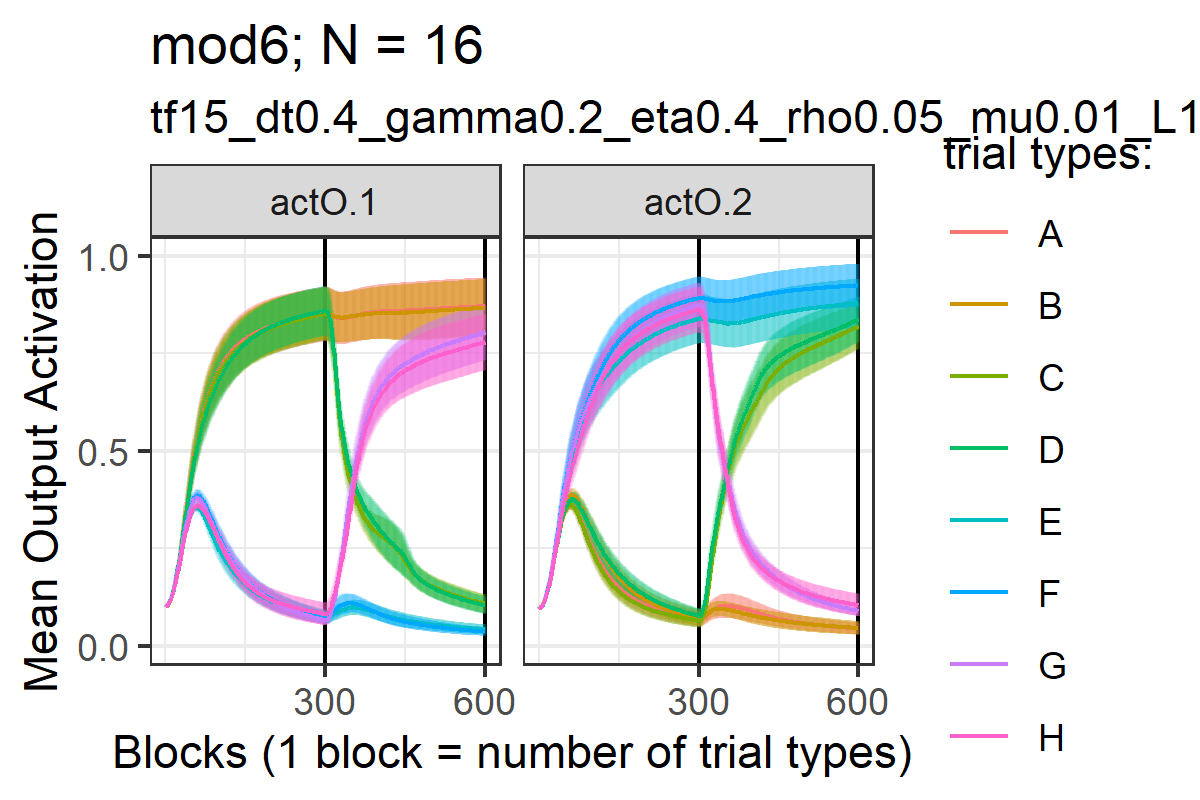 mod6; N = 16
tf15_dt0.4_gamma0.2_eta0.4_rho0.05_mu0.01_L1
trial types:
actO.1
actO.2
Mean Output Activation
1.0
0.5
0.0
A
B
C
D
E
F
G
H
300
600
300
600
Blocks (1 block = number of trial types)